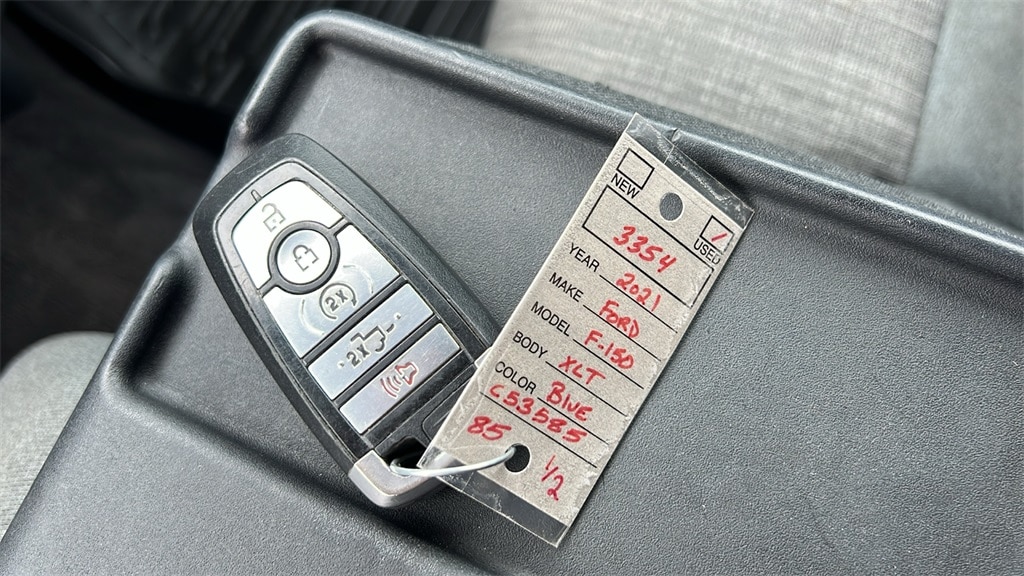 NEW
USED
3354
YEAR 2021
MAKE FORD
MODEL F-150
BODY XLT
COLOR BLUE
C53585
85
1/2
2X
2X